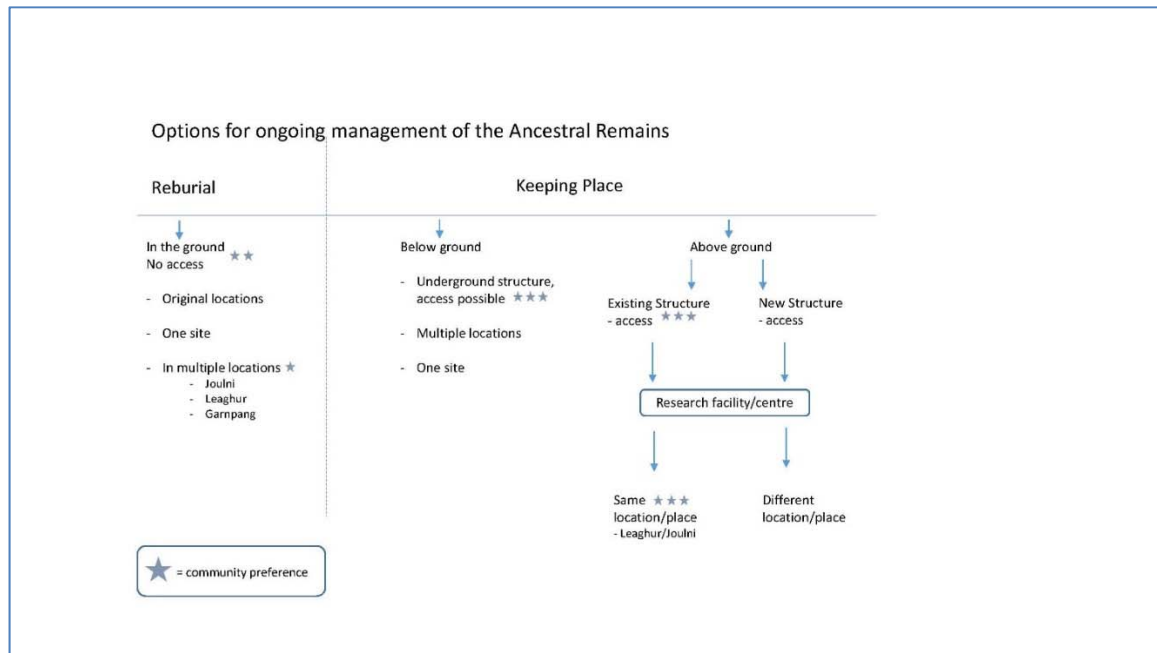 Options for ongoing management of the Ancestral Remains
Reburial
Keeping Place
In the ground
No access
- Original locations
- One site
- In multiple locations
- Joulni
- Leaghur
- Garnpang
Below ground
- Underground structure,
access possible
- Multiple locations
- One site
Above ground
Existing Structure
- access
New Structure
- access
Research facility/centre
Same
location/place
- Leaghur/Joulni
Different
location/place
= community preference